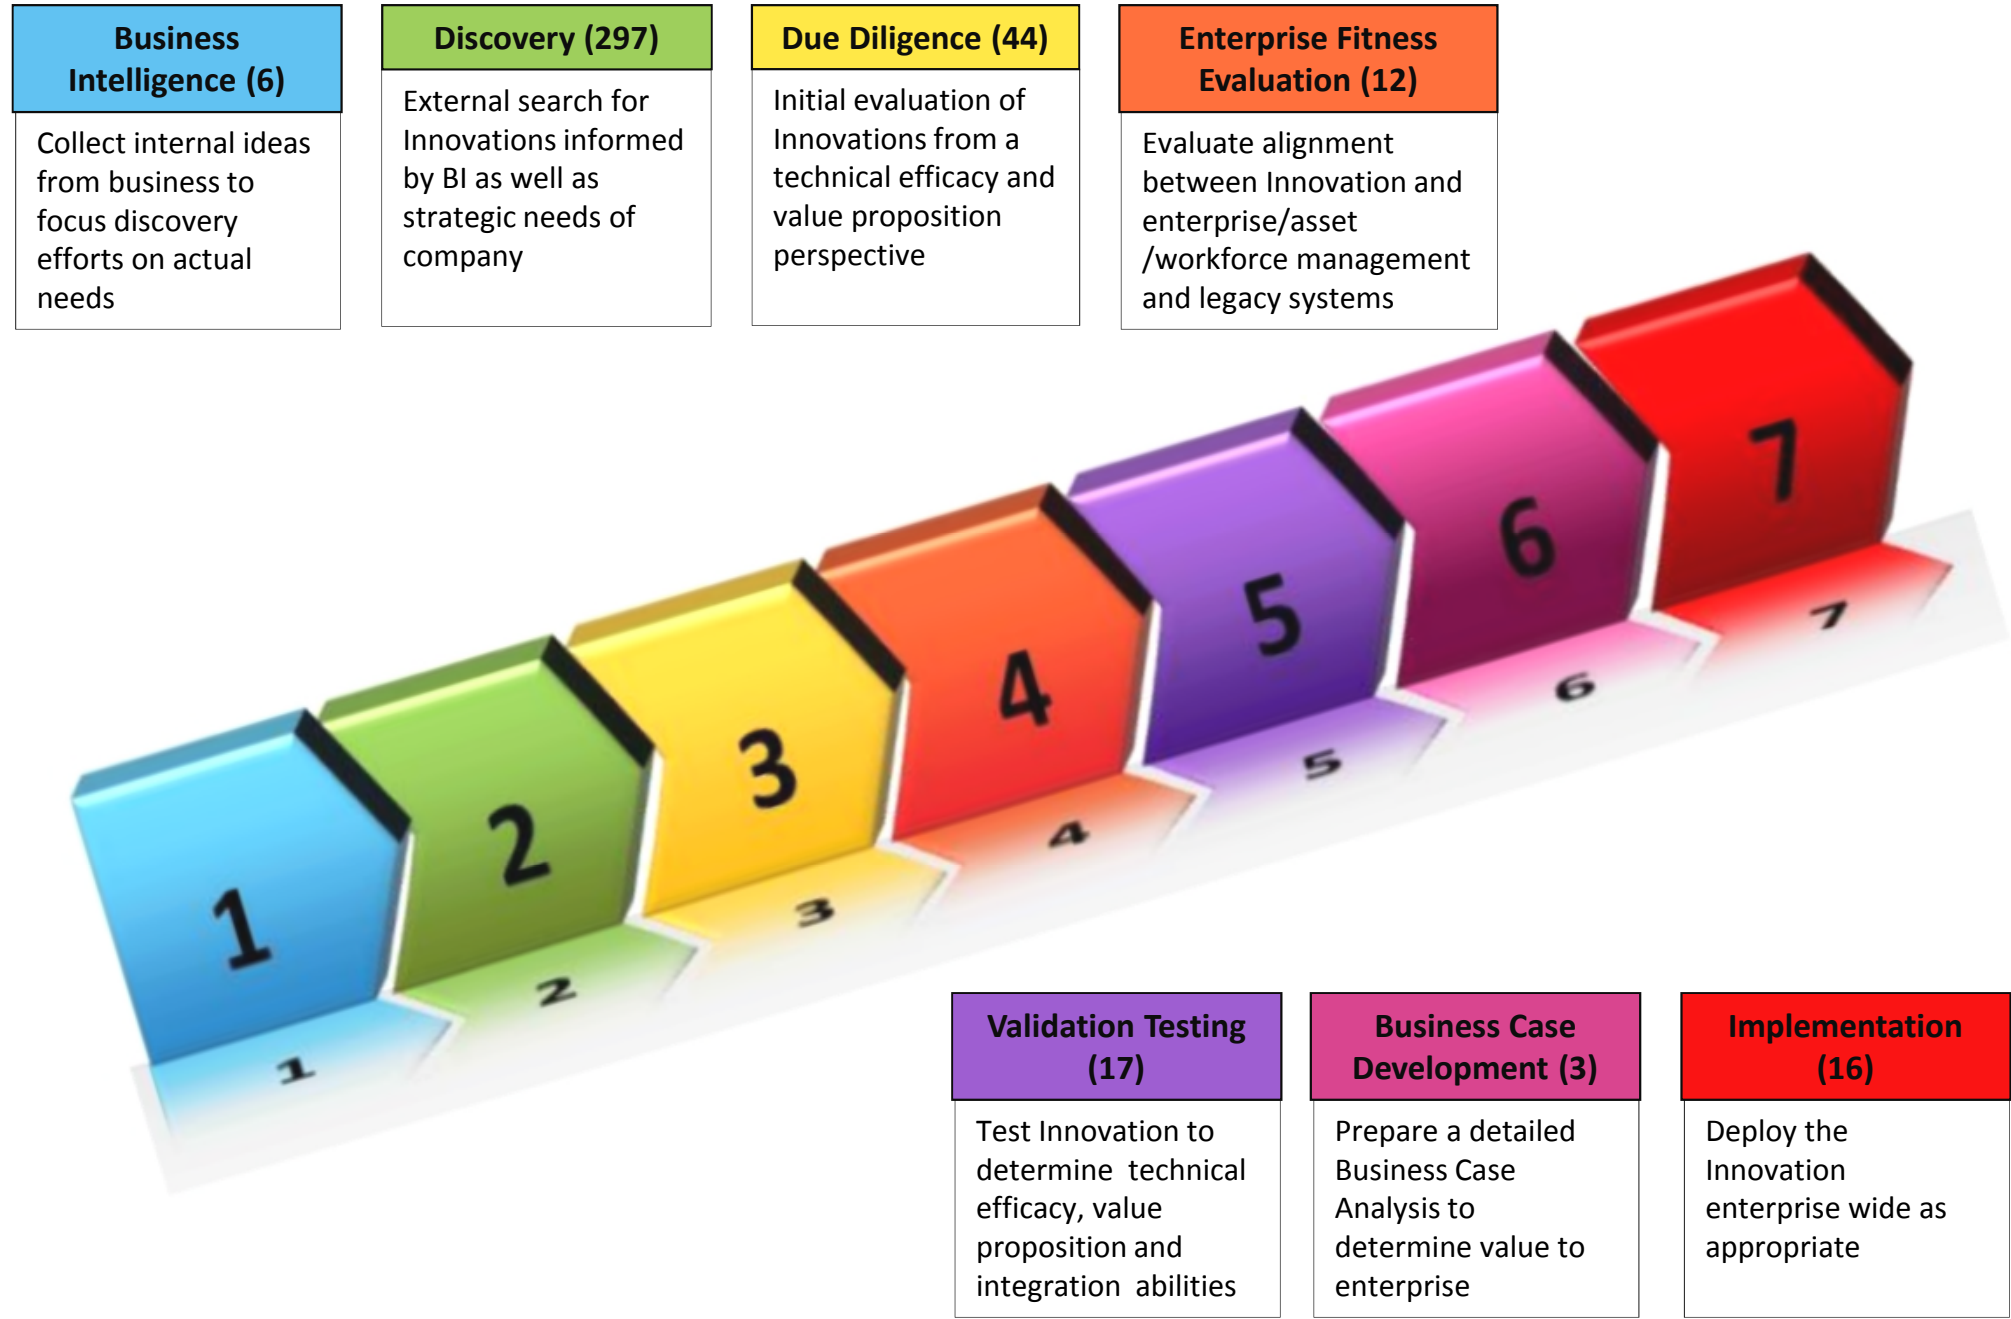 Business
Intelligence (6)
Collect internal ideas
from business to
focus discovery
efforts on actual
needs
Discovery (297)
External search for
Innovations informed
by BI as well as
strategic needs of
company
Due Diligence (44)
Initial evaluation of
Innovations from a
technical efficacy and
value proposition
perspective
Enterprise Fitness
Evaluation (12)
Evaluate alignment
between Innovation and
enterprise/asset
/workforce management
and legacy systems
1
2
3
4
5
6
7
1
2
3
4
5
6
7
Validation Testing
(17)
Test Innovation to
determine technical
efficacy, value
proposition and
integration abilities
Business Case
Development (3)
Prepare a detailed
Business Case
Analysis to
determine value to
enterprise
Implementation
(16)
Deploy the
Innovation
enterprise wide as
appropriate